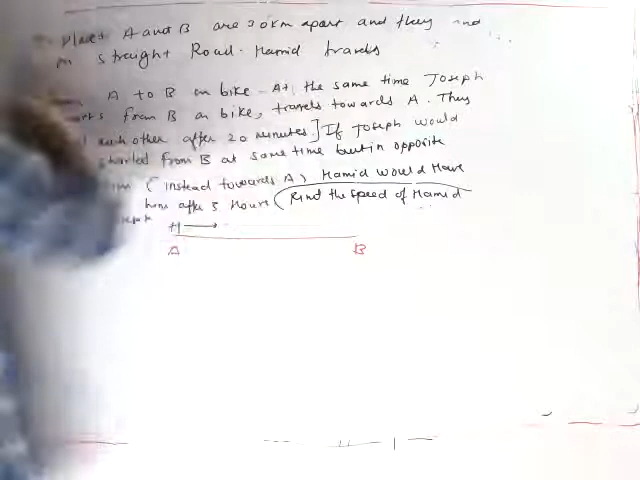 Places A and B are 30 km apart and they
on straight Road. Hamid travels
A to B on bike. At the same time Joseph
from B on bike, travels towards A. They
each other after 20 minutes] If Joseph would
started from B at same time but in opposite
(instead towards A) Hamid would Have
him after 3 Hours (Find the speed of Hamid
H →
A B